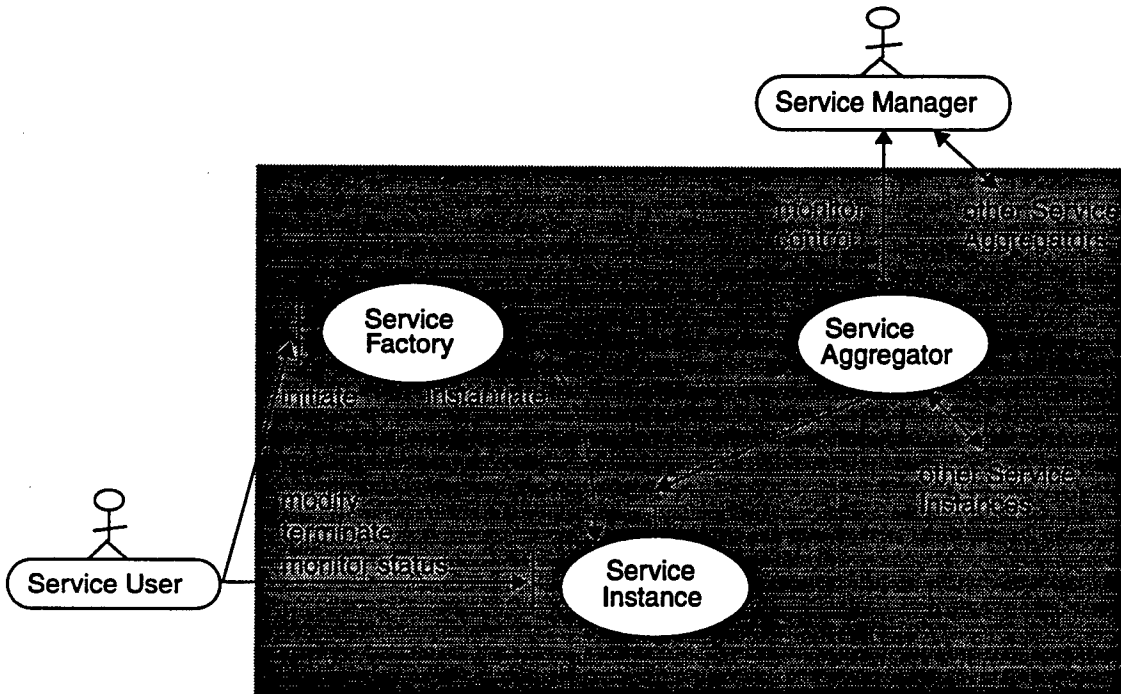 Service Manager
monitor
control
other Service
Aggregators
Service
Factory
Service
Aggregator
initiate
instantiate
other Service
Instances
modify
terminate
monitor status
Service User
Service
Instance